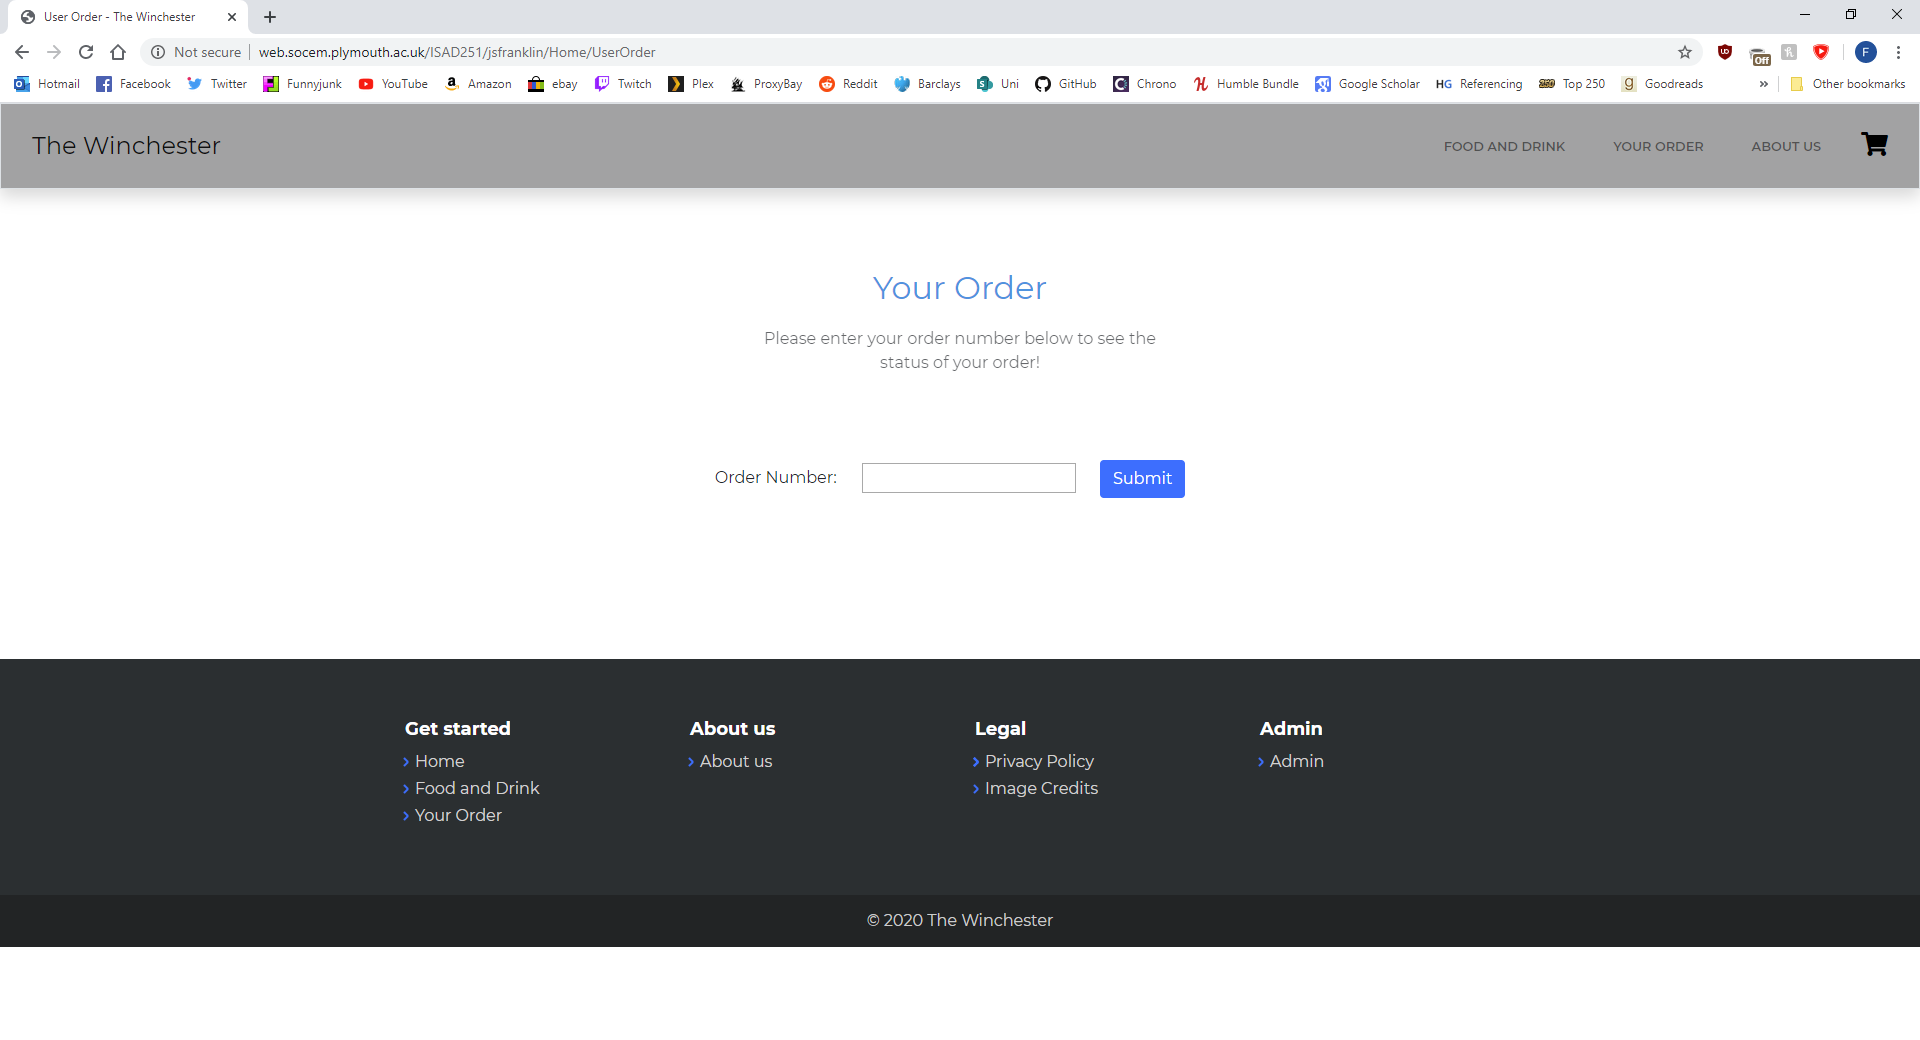 User Order - The Winchester
Not secure web.socem.plymouth.ac.uk/ISAD251/jsfranklin/Home/UserOrder
Off
F
Hotmail Facebook Twitter Funnyjunk YouTube Amazon ebay Twitch Plex ProxyBay Reddit Barclays Uni GitHub Chrono Humble Bundle Google Scholar HG Referencing 250 Top 250 g Goodreads » Other bookmarks
The Winchester
FOOD AND DRINK YOUR ORDER ABOUT US
Your Order
Please enter your order number below to see the
status of your order!
Order Number: Submit
Get started About us Legal Admin
Home About us Privacy Policy Admin
Food and Drink Image Credits
Your Order
© 2020 The Winchester